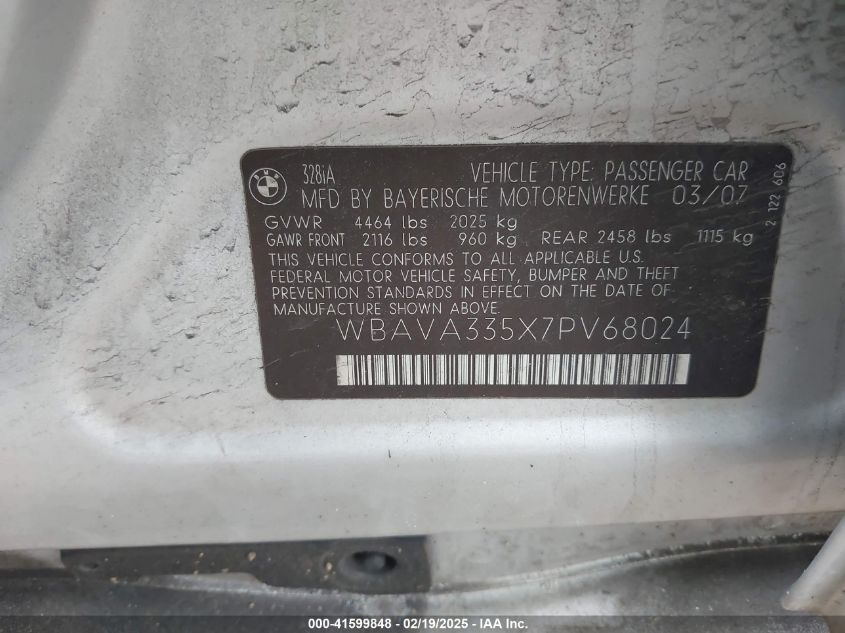 BMW
328iA
VEHICLE TYPE: PASSENGER CAR
MFD BY BAYERISCHE MOTORENWERKE 03/07
GVWR 4464 lbs 2025 kg
GAWR FRONT 2116 lbs 960 kg REAR 2458 lbs 1115 kg
THIS VEHICLE CONFORMS TO ALL APPLICABLE U.S.
FEDERAL MOTOR VEHICLE SAFETY, BUMPER AND THEFT
PREVENTION STANDARDS IN EFFECT ON THE DATE OF
MANUFACTURE SHOWN ABOVE.
WBAVA335X7PV68024
2 122 606
000-41599848 - 02/19/2025 - IAA Inc.